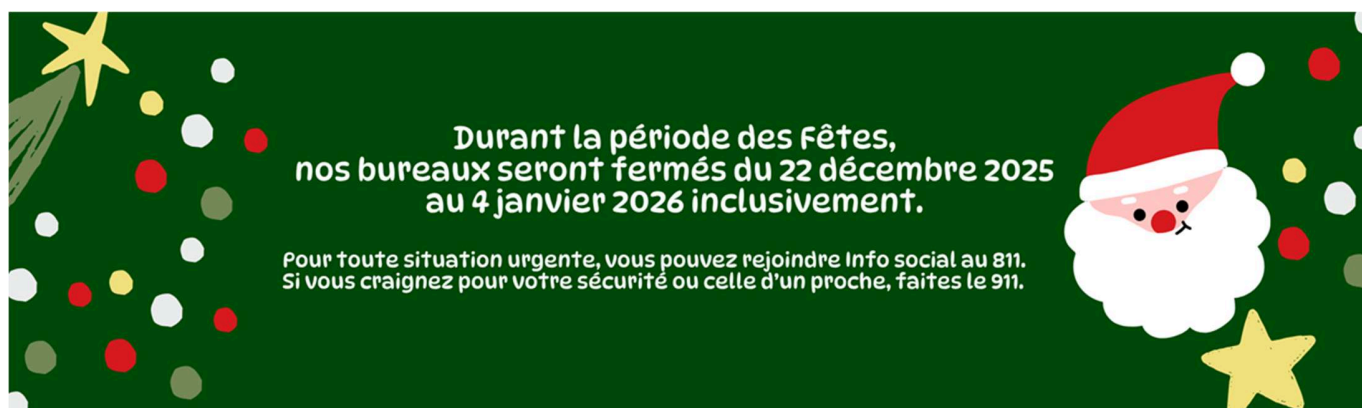 Durant la période des Fêtes,
nos bureaux seront fermés du 22 décembre 2025
au 4 janvier 2026 inclusivement.
Pour toute situation urgente, vous pouvez rejoindre Info social au 811.
Si vous craignez pour votre sécurité ou celle d'un proche, faites le 911.